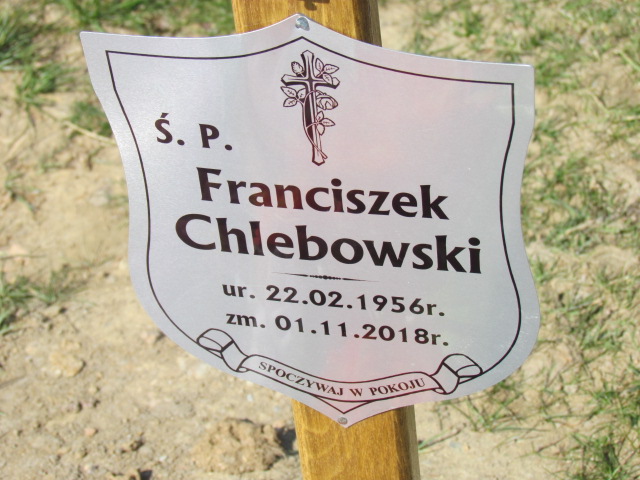 Ś. P.
Franciszek
Chlebowski
ur. 22.02.1956r.
zm. 01.11.2018r.
SPOCZYWAJ W POKOJU